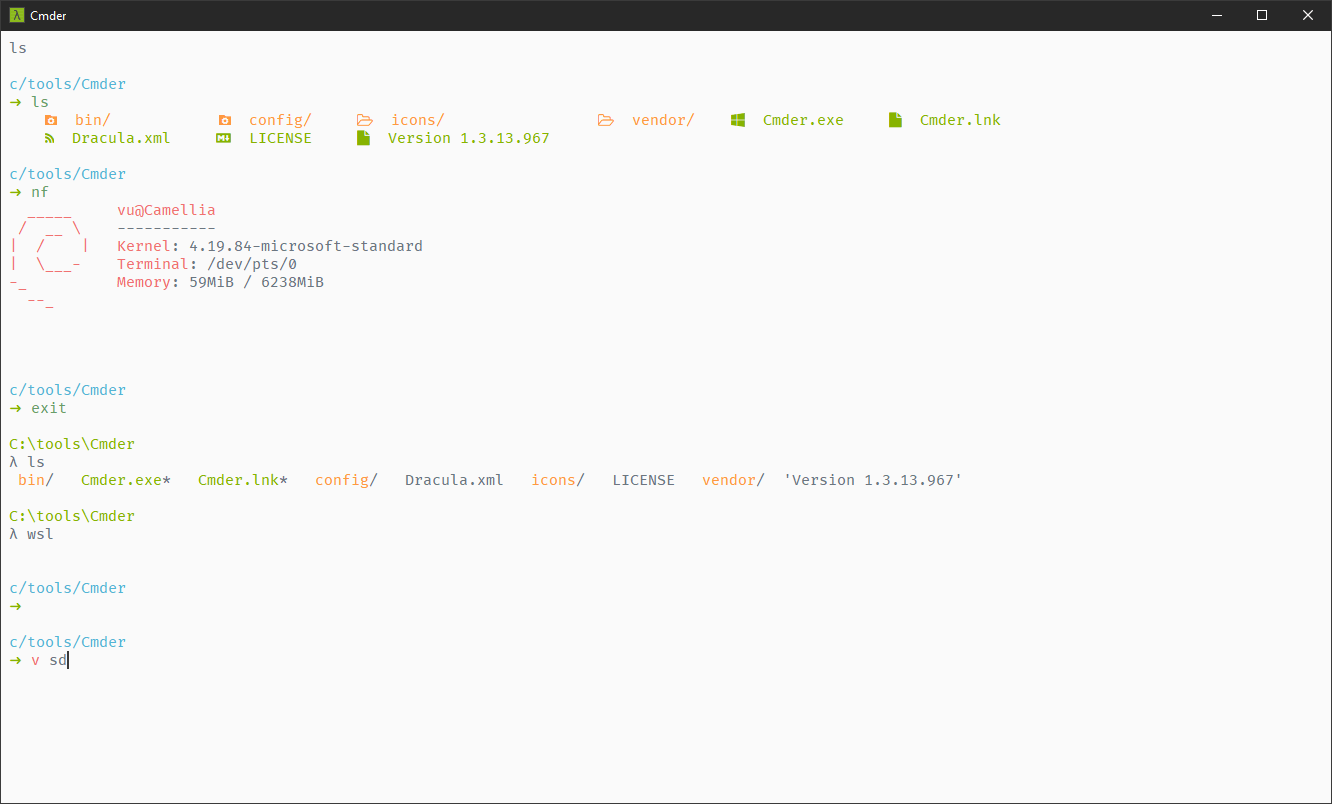 Cmder
ls
c/tools/Cmder
➜ ls
bin/ config/ icons/ vendor/ Cmder.exe Cmder.lnk
Dracula.xml LICENSE Version 1.3.13.967
c/tools/Cmder
➜ nf
  _____     vu@Camellia
 /  __ \    -----------
|  /    |   Kernel: 4.19.84-microsoft-standard
|  \___-    Terminal: /dev/pts/0
-_          Memory: 59MiB / 6238MiB
  --_
c/tools/Cmder
➜ exit
C:\tools\Cmder
λ ls
bin/ Cmder.exe* Cmder.lnk* config/ Dracula.xml icons/ LICENSE vendor/ 'Version 1.3.13.967'
C:\tools\Cmder
λ wsl
c/tools/Cmder
➜
c/tools/Cmder
➜ v sd